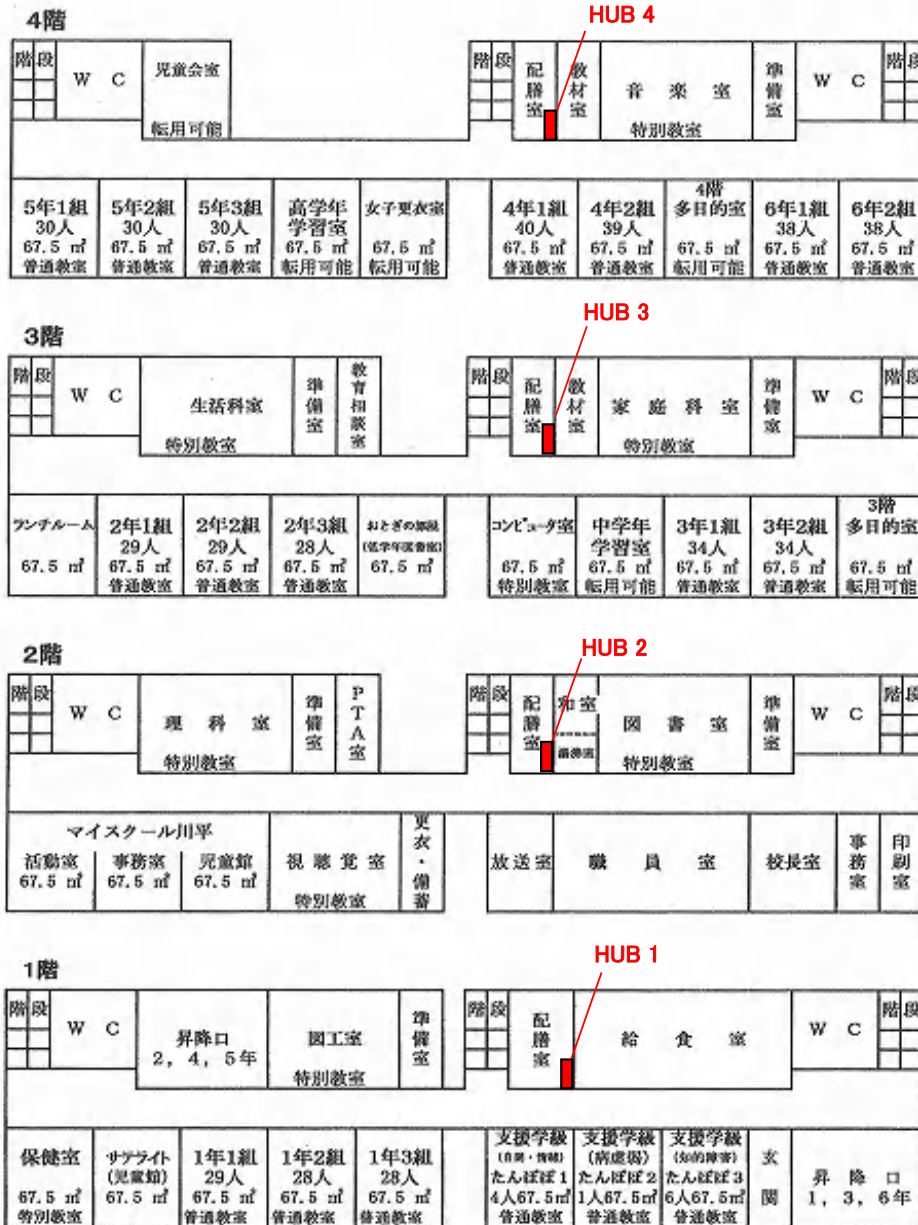 4階
HUB 4
階段
W C
児童会室
転用可能
階段
配膳室
教材室
音楽室
特別教室
準備室
W C
階段
5年1組
30人
67.5 ㎡
普通教室
5年2組
30人
67.5 ㎡
普通教室
5年3組
30人
67.5 ㎡
普通教室
高学年
学習室
67.5 ㎡
転用可能
女子更衣室
67.5 ㎡
転用可能
4年1組
40人
67.5 ㎡
普通教室
4年2組
39人
67.5 ㎡
普通教室
4階
多目的室
67.5 ㎡
転用可能
6年1組
38人
67.5 ㎡
普通教室
6年2組
38人
67.5 ㎡
普通教室
3階
HUB 3
階段
W C
生活科室
特別教室
準備室
教育相談室
階段
配膳室
教材室
家庭科室
特別教室
準備室
W C
階段
ランチルーム
67.5 ㎡
2年1組
29人
67.5 ㎡
普通教室
2年2組
29人
67.5 ㎡
普通教室
2年3組
28人
67.5 ㎡
普通教室
おとぎの部屋
(低学年図書室)
67.5 ㎡
コンピュータ室
67.5 ㎡
特別教室
中学年
学習室
67.5 ㎡
転用可能
3年1組
34人
67.5 ㎡
普通教室
3年2組
34人
67.5 ㎡
普通教室
3階
多目的室
67.5 ㎡
転用可能
2階
HUB 2
階段
W C
理科室
特別教室
準備室
PTA室
階段
配膳室
和室
湯沸室
図書室
特別教室
準備室
W C
階段
マイスクール川平
活動室
67.5 ㎡
事務室
67.5 ㎡
児童館
67.5 ㎡
視聴覚室
特別教室
更衣・備蓄
放送室
職員室
校長室
事務室
印刷室
1階
HUB 1
階段
W C
昇降口
2, 4, 5年
図工室
特別教室
準備室
階段
配膳室
給食室
W C
階段
保健室
67.5 ㎡
特別教室
サテライト
(児童館)
67.5 ㎡
1年1組
29人
67.5 ㎡
普通教室
1年2組
28人
67.5 ㎡
普通教室
1年3組
28人
67.5 ㎡
普通教室
支援学級
(自閉・情緒)
たんぽぽ1
4人67.5㎡
普通教室
支援学級
(病虚弱)
たんぽぽ2
1人67.5㎡
普通教室
支援学級
(知的障害)
たんぽぽ3
6人67.5㎡
普通教室
玄関
昇降口
1, 3, 6年